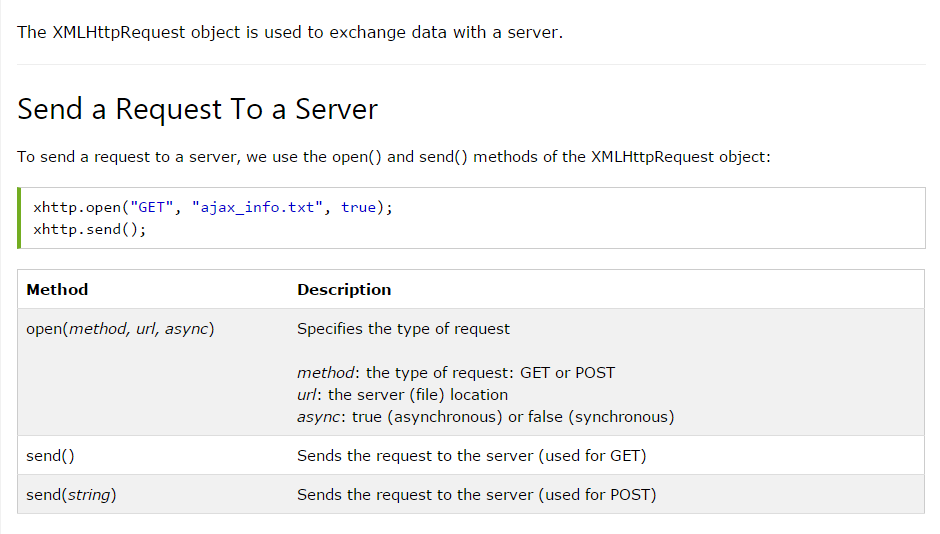 The XMLHttpRequest object is used to exchange data with a server.
Send a Request To a Server
To send a request to a server, we use the open() and send() methods of the XMLHttpRequest object:
xhttp.open("GET", "ajax_info.txt", true);
xhttp.send();
Method Description
open(method, url, async) Specifies the type of request
method: the type of request: GET or POST
url: the server (file) location
async: true (asynchronous) or false (synchronous)
send() Sends the request to the server (used for GET)
send(string) Sends the request to the server (used for POST)